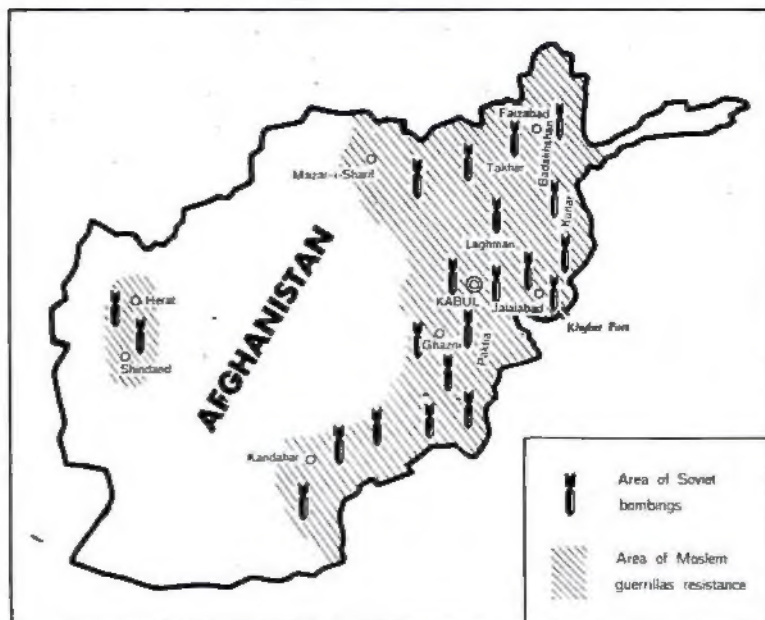 Faizabad
Badakhshan
Takhar
Mazar-i-Sharif
Kunar
Laghman
AFGHANISTAN
Herat
KABUL
Jalalabad
Khyber Pass
Ghazni
Paktia
Shindand
Kandahar
Area of Soviet
bombings
Area of Moslem
guerrillas resistance